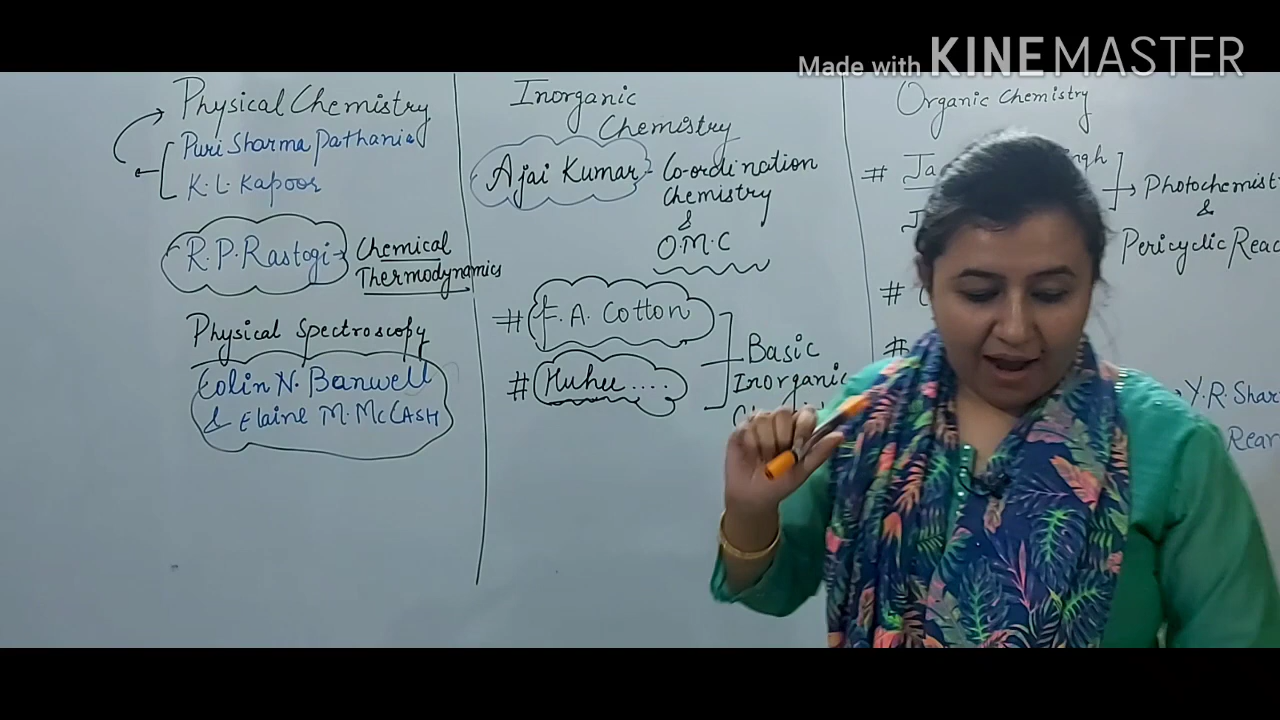 Made with KINEMASTER
Physical Chemistry
Puri Sharma Pathania
K.L. Kapoor
R.P. Rastogi - Chemical
Thermodynamics
Physical Spectroscopy
Colin N. Banwell
& Elaine M. McCASH
Inorganic
Chemistry
Ajai Kumar - Co-ordination
chemistry
&
O.M.C
# F. A. Cotton
# Huhee....
Basic
Inorganic
Organic Chemistry
#
Photochemist
&
Pericyclic Reac
#
#
Y.R. Shar
Rear